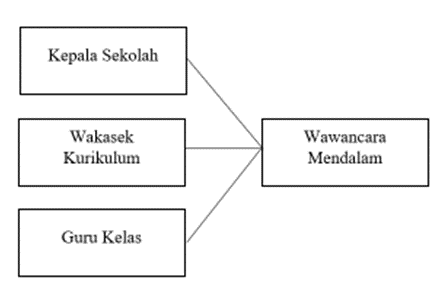 Kepala Sekolah
Wakasek
Kurikulum
Guru Kelas
Wawancara
Mendalam